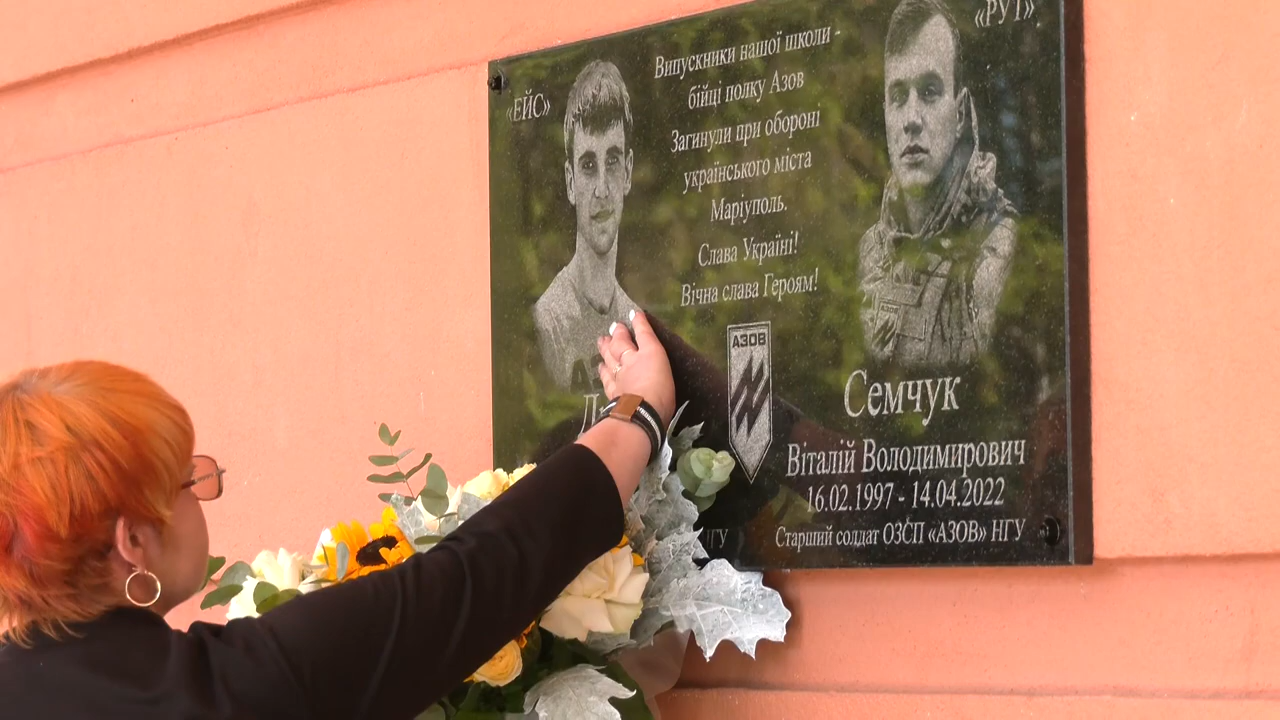 «ЕЙС»
Випускники нашої школи -
бійці полку Азов
Загинули при обороні
українського міста
Маріуполь.
Слава Україні!
Вічна слава Героям!
«РУТ»
АЗОВ
Семчук
Віталій Володимирович
16.02.1997 - 14.04.2022
Старший солдат ОЗСП «АЗОВ» НГУ
НГУ